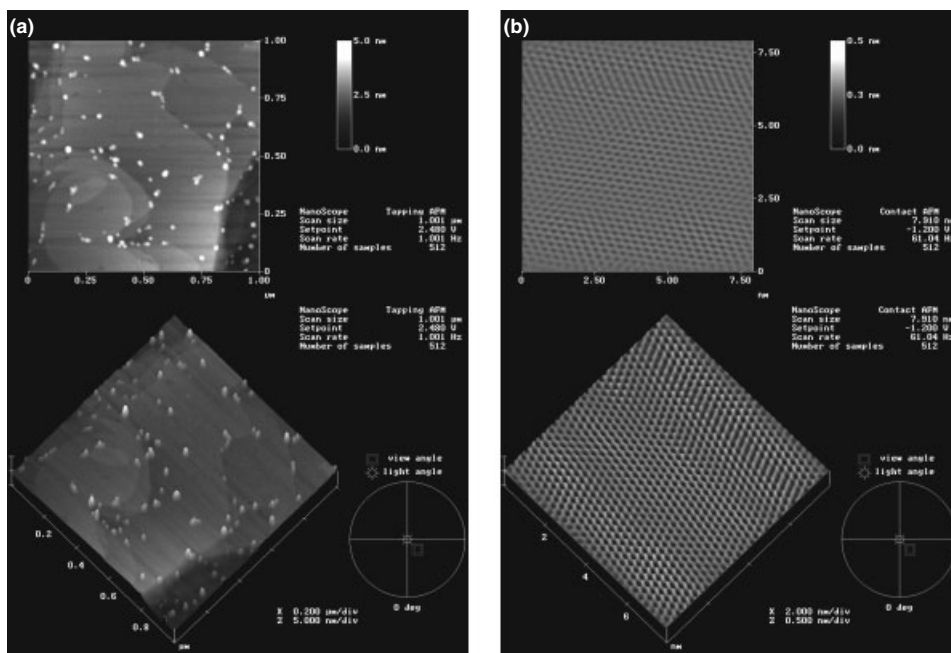 (a)
1.00
0.75
0.50
0.25
0
0 0.25 0.50 0.75 1.00
μm
5.0 nm
2.5 nm
0.0 nm
NanoScope Tapping AFM
Scan size 1.001 μm
Setpoint 2.480 V
Scan rate 1.001 Hz
Number of samples 512
NanoScope Tapping AFM
Scan size 1.001 μm
Setpoint 2.480 V
Scan rate 1.001 Hz
Number of samples 512
view angle
light angle
0 deg
0.2
0.4
0.6
0.8
μm
X 0.200 μm/div
Z 5.000 nm/div
(b)
7.50
5.00
2.50
0
0 2.50 5.00 7.50
nm
0.5 nm
0.3 nm
0.0 nm
NanoScope Contact AFM
Scan size 7.910 nm
Setpoint -1.200 V
Scan rate 61.04 Hz
Number of samples 512
NanoScope Contact AFM
Scan size 7.910 nm
Setpoint -1.200 V
Scan rate 61.04 Hz
Number of samples 512
view angle
light angle
0 deg
2
4
6
nm
X 2.000 nm/div
Z 0.500 nm/div